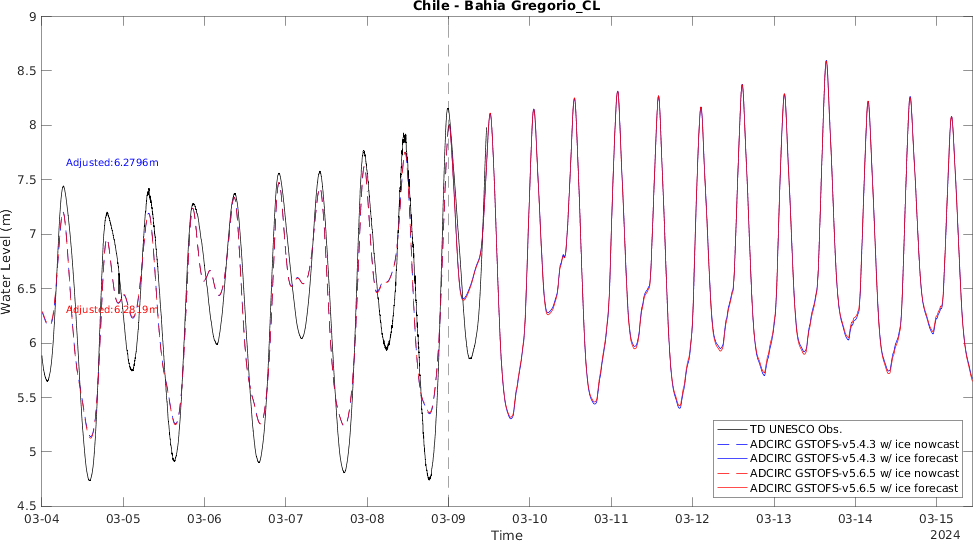 Chile - Bahia Gregorio_CL
Water Level (m)
9
8.5
8
7.5
7
6.5
6
5.5
5
4.5
Adjusted:6.2796m
Adjusted:6.2819m
TD UNESCO Obs.
ADCIRC GSTOFS-v5.4.3 w/ ice nowcast
ADCIRC GSTOFS-v5.4.3 w/ ice forecast
ADCIRC GSTOFS-v5.6.5 w/ ice nowcast
ADCIRC GSTOFS-v5.6.5 w/ ice forecast
03-04 03-05 03-06 03-07 03-08 03-09 03-10 03-11 03-12 03-13 03-14 03-15
Time
2024